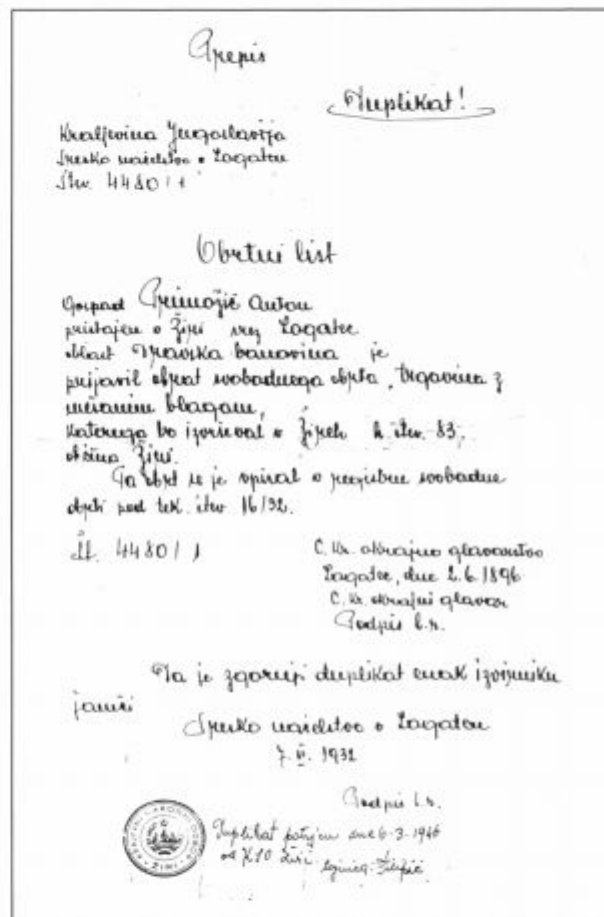 Prepis
Duplikat!
Kraljevina Jugoslavija
Sresko načelstvo v Logatcu
Štev. 4480/1
Obrtni list
Gospod Primožič Anton
pristojen v Žiri srez Logatec
oblast Dravska banovina je
prijavil obrat svobodnega obrta, trgovina z
mešanim blagom,
katerega bo izvrševal v Žireh h. štev. 83,
občina Žiri.
Ta obrt se je vpisal v register svobodne
obrti pod tek. štev 16/32.
Št. 4480/1
C. kr. okrajno glavarstvo
Logatec, dne 2.6.1896
C. kr. okrajni glavar
Podpis l.r.
Da je zgornji duplikat enak izvirniku
jamči
Sresko načelstvo v Logatcu
7. VI. 1932
Podpis l.r.
Duplikat potrjen dne 6.3.1946
od KLO Žiri
ŽIRI